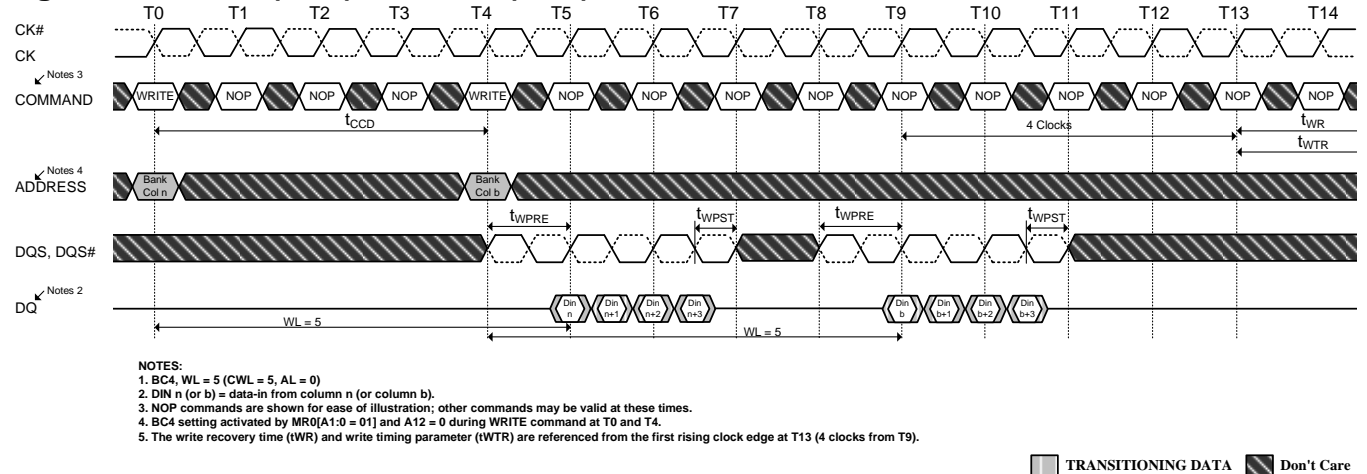 T0 T1 T2 T3 T4 T5 T6 T7 T8 T9 T10 T11 T12 T13 T14
CK#
CK
Notes 3
COMMAND WRITE NOP NOP NOP WRITE NOP NOP NOP NOP NOP NOP NOP NOP NOP NOP
tCCD 4 Clocks tWR
tWTR
Notes 4
ADDRESS Bank Col n Bank Col b
tWPRE tWPST tWPRE tWPST
DQS, DQS#
Notes 2
DQ Din n Din n+1 Din n+2 Din n+3 Din b Din b+1 Din b+2 Din b+3
WL = 5 WL = 5
NOTES:
1. BC4, WL = 5 (CWL = 5, AL = 0)
2. DIN n (or b) = data-in from column n (or column b).
3. NOP commands are shown for ease of illustration; other commands may be valid at these times.
4. BC4 setting activated by MR0[A1:0 = 01] and A12 = 0 during WRITE command at T0 and T4.
5. The write recovery time (tWR) and write timing parameter (tWTR) are referenced from the first rising clock edge at T13 (4 clocks from T9).
TRANSITIONING DATA Don't Care